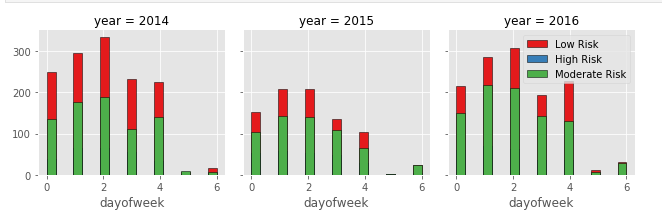 year = 2014 year = 2015 year = 2016
Low Risk
High Risk
Moderate Risk
300
200
100
0
0 2 4 6 0 2 4 6 0 2 4 6
dayofweek dayofweek dayofweek